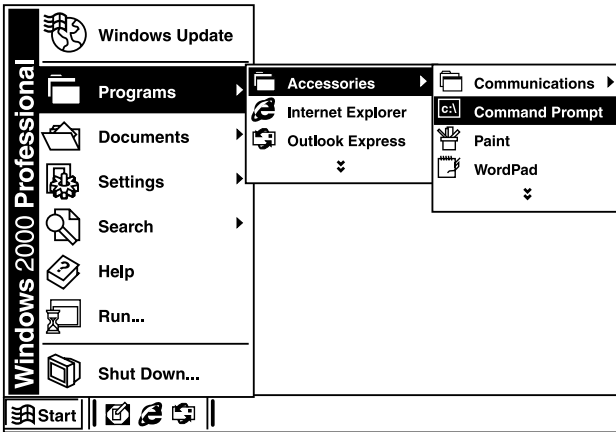 Windows 2000 Professional
Windows Update
Programs
Documents
Settings
Search
Help
Run...
Shut Down...
Accessories
Internet Explorer
Outlook Express
Communications
C:\
Command Prompt
Paint
WordPad
Start